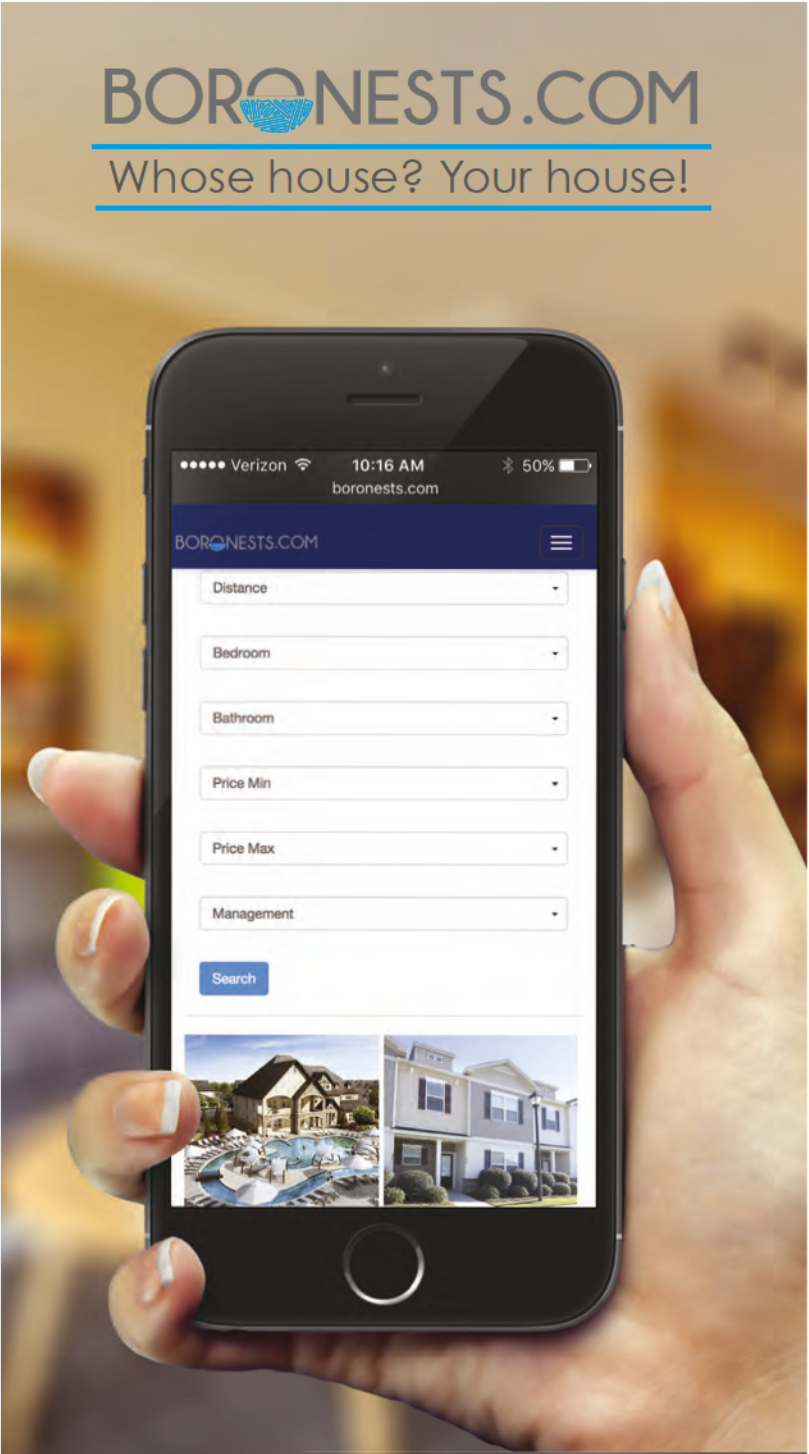 BORONESTS.COM
Whose house? Your house!
Verizon 10:16 AM 50%
boronests.com
BORONESTS.COM
Distance
Bedroom
Bathroom
Price Min
Price Max
Management
Search